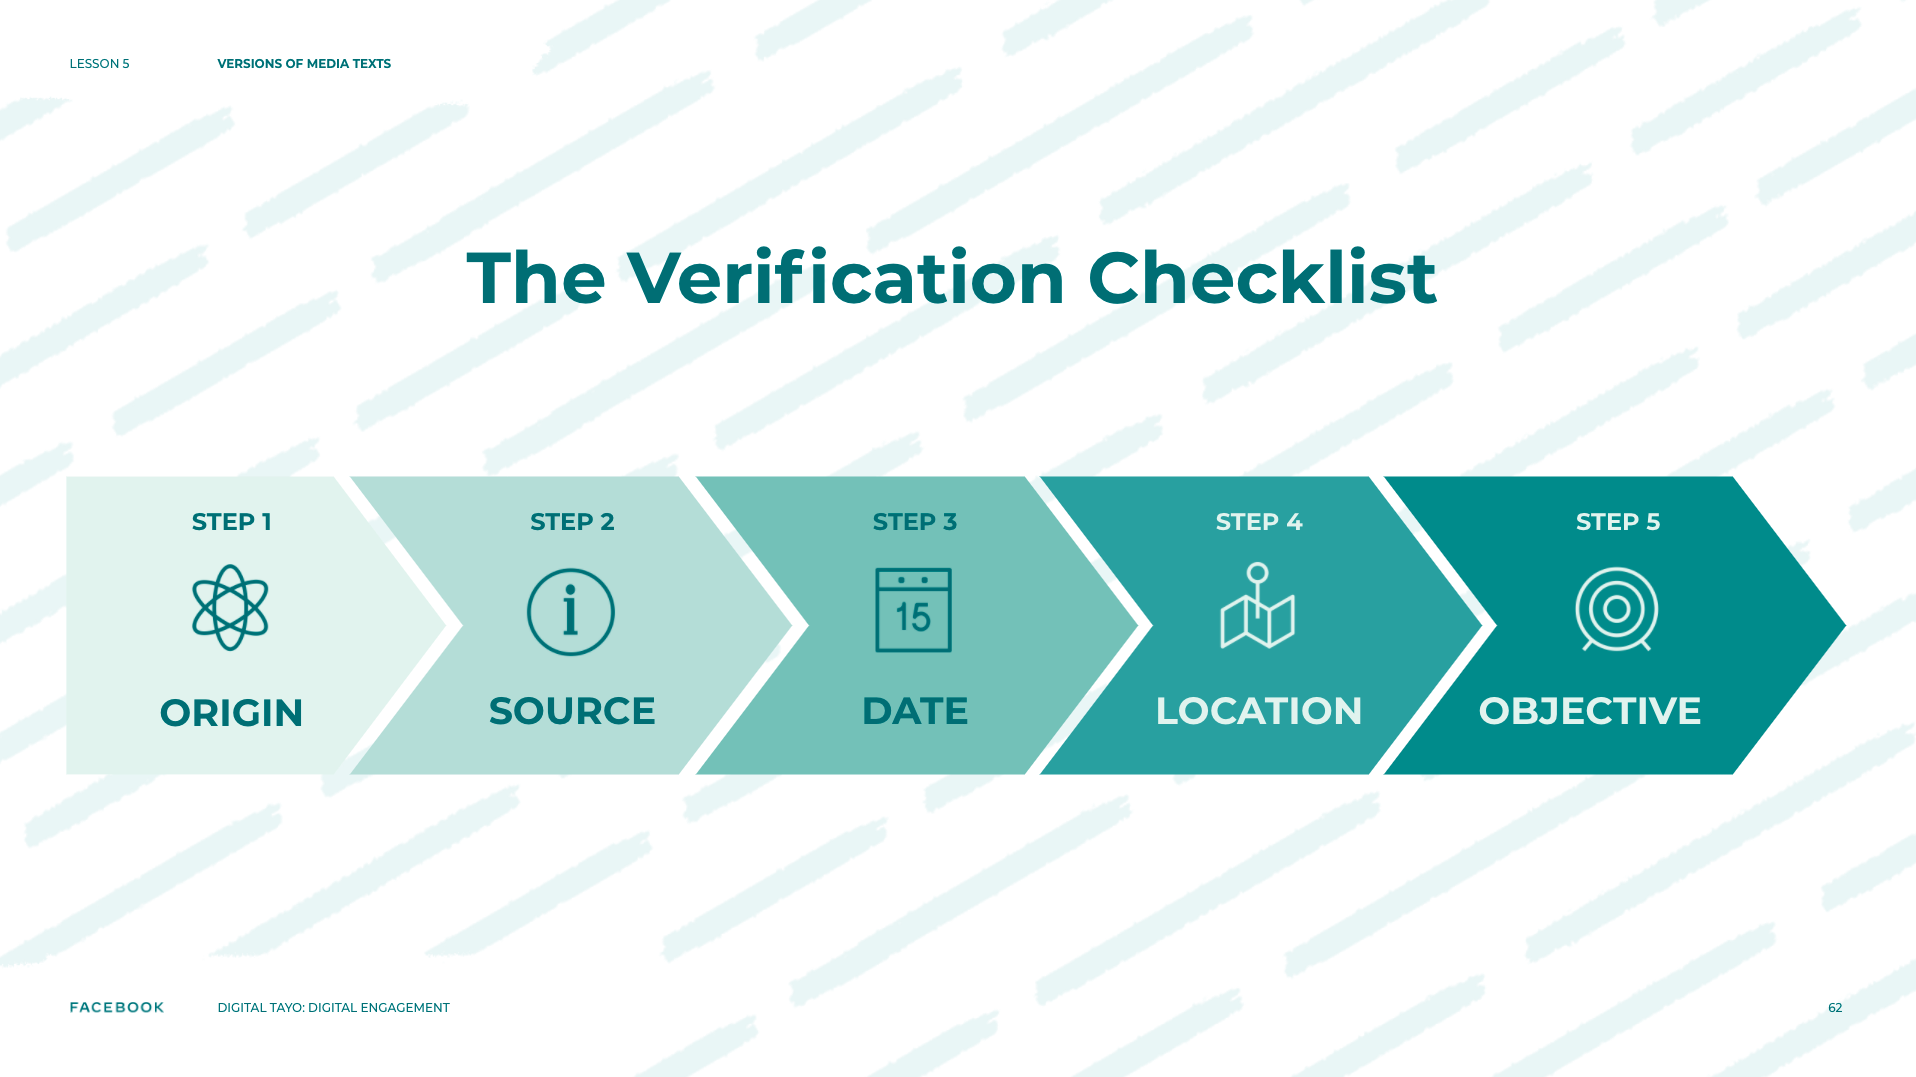 LESSON 5
VERSIONS OF MEDIA TEXTS
The Verification Checklist
STEP 1
ORIGIN
STEP 2
SOURCE
STEP 3
15
DATE
STEP 4
LOCATION
STEP 5
OBJECTIVE
FACEBOOK
DIGITAL TAYO: DIGITAL ENGAGEMENT
62